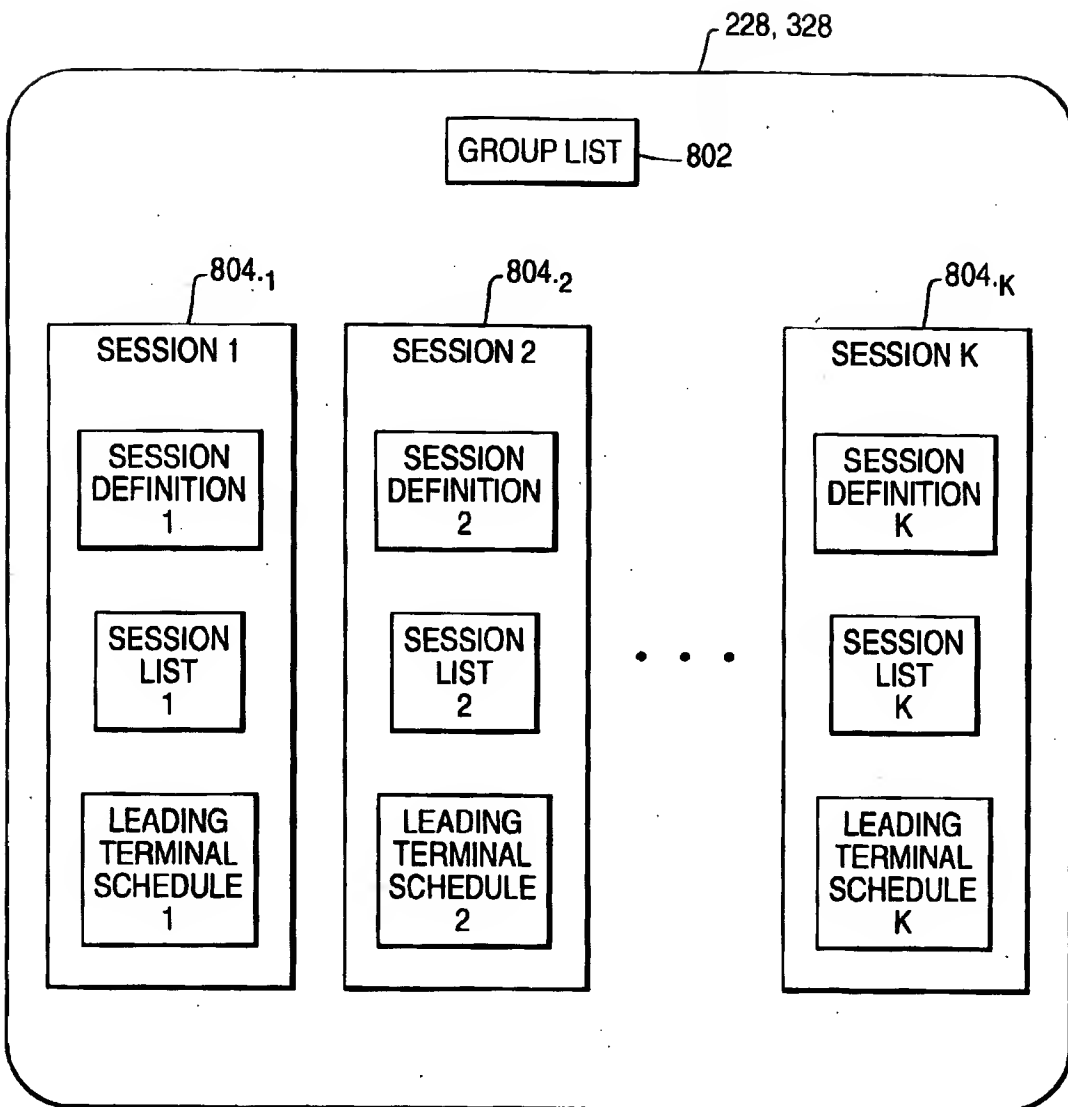 228, 328
GROUP LIST
802
804.1
804.2
804.K
SESSION 1
SESSION 2
SESSION K
SESSION
DEFINITION
1
SESSION
DEFINITION
2
SESSION
DEFINITION
K
SESSION
LIST
1
SESSION
LIST
2
SESSION
LIST
K
LEADING
TERMINAL
SCHEDULE
1
LEADING
TERMINAL
SCHEDULE
2
LEADING
TERMINAL
SCHEDULE
K